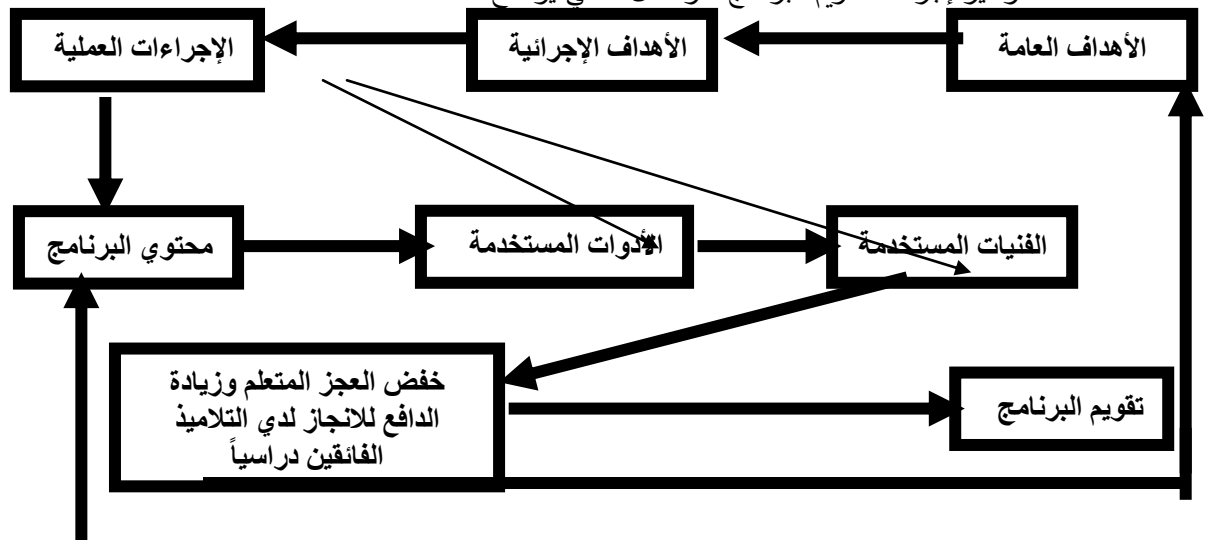 الأهداف العامة
الأهداف الإجرائية
الإجراءات العملية
محتوي البرنامج
الأدوات المستخدمة
الفنيات المستخدمة
خفض العجز المتعلم وزيادة
الدافع للانجاز لدي التلاميذ
الفائقين دراسياً
تقويم البرنامج